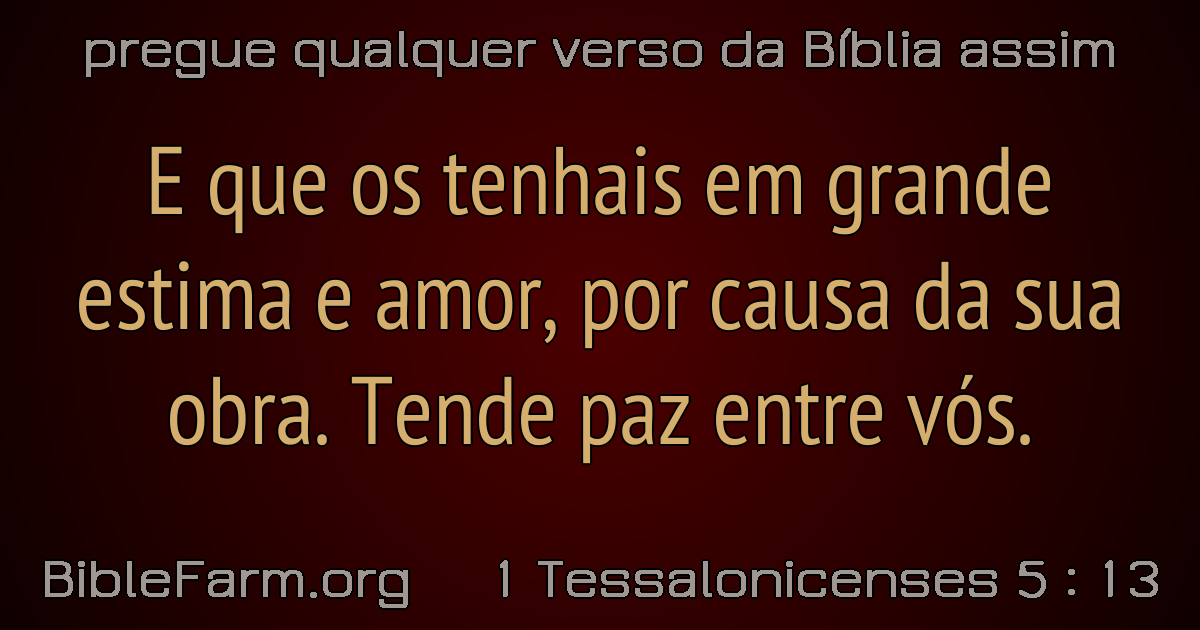 pregue qualquer verso da Bíblia assim
E que os tenhais em grande
estima e amor, por causa da sua
obra. Tende paz entre vós.
BibleFarm.org 1 Tessalonicenses 5 : 13